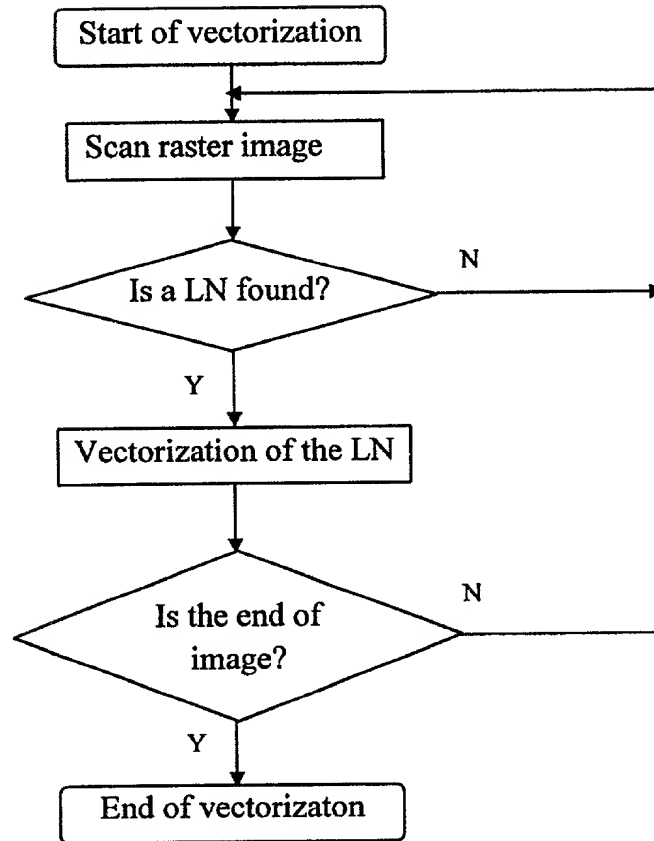 Start of vectorization
Scan raster image
Is a LN found?
N
Y
Vectorization of the LN
Is the end of
image?
N
Y
End of vectorizaton